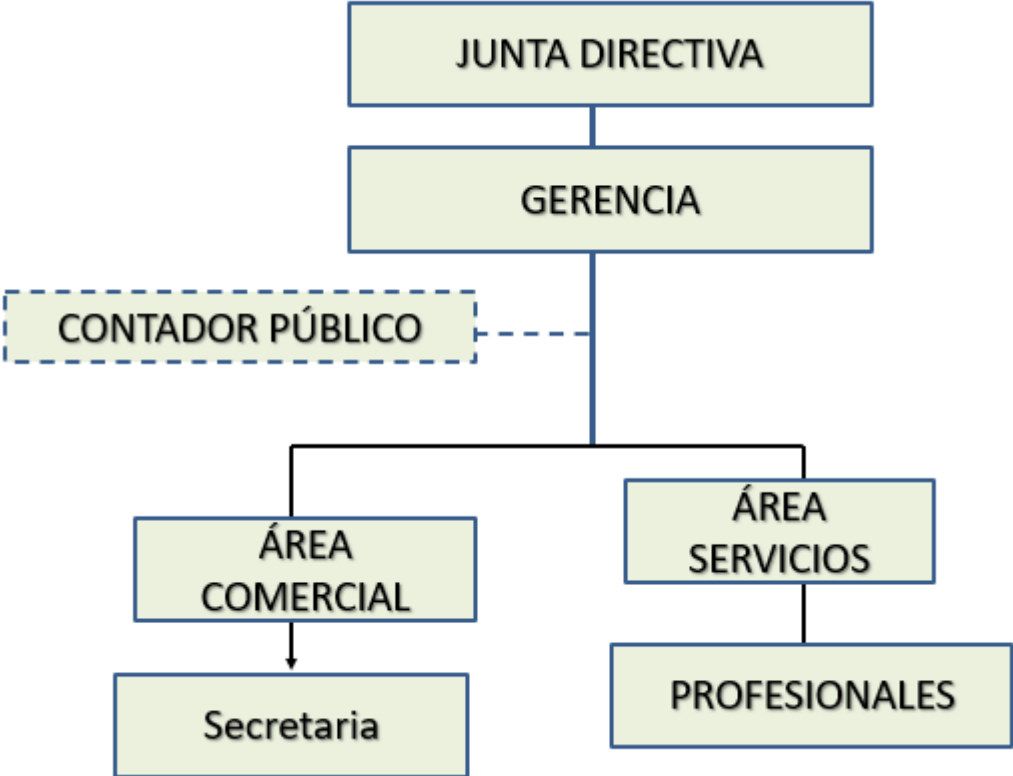 JUNTA DIRECTIVA
GERENCIA
CONTADOR PÚBLICO
ÁREA
COMERCIAL
ÁREA
SERVICIOS
Secretaria
PROFESIONALES